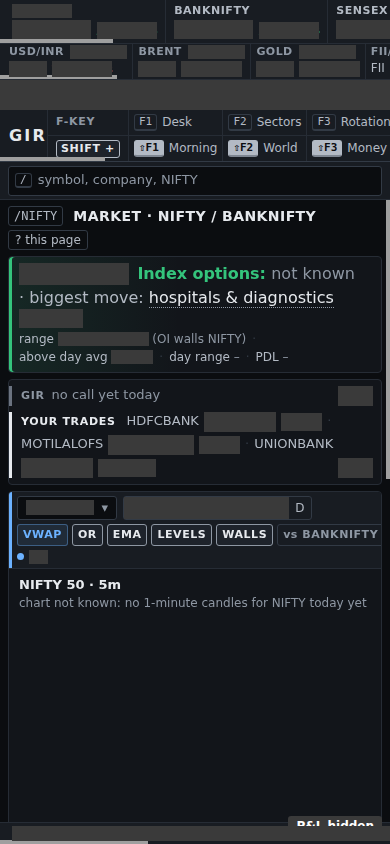 BANKNIFTY SENSEX
USD/INR BRENT GOLD FII/
FII
GIR F-KEY F1 Desk F2 Sectors F3 Rotation
SHIFT + ⇧F1 Morning ⇧F2 World ⇧F3 Money
/ symbol, company, NIFTY
/NIFTY MARKET · NIFTY / BANKNIFTY
? this page
Index options: not known
· biggest move: hospitals & diagnostics
range (OI walls NIFTY) ·
above day avg · day range – · PDL –
GIR no call yet today
YOUR TRADES HDFCBANK ·
MOTILALOFS · UNIONBANK
▾ D
VWAP OR EMA LEVELS WALLS vs BANKNIFTY
NIFTY 50 · 5m
chart not known: no 1-minute candles for NIFTY today yet
P&L hidden